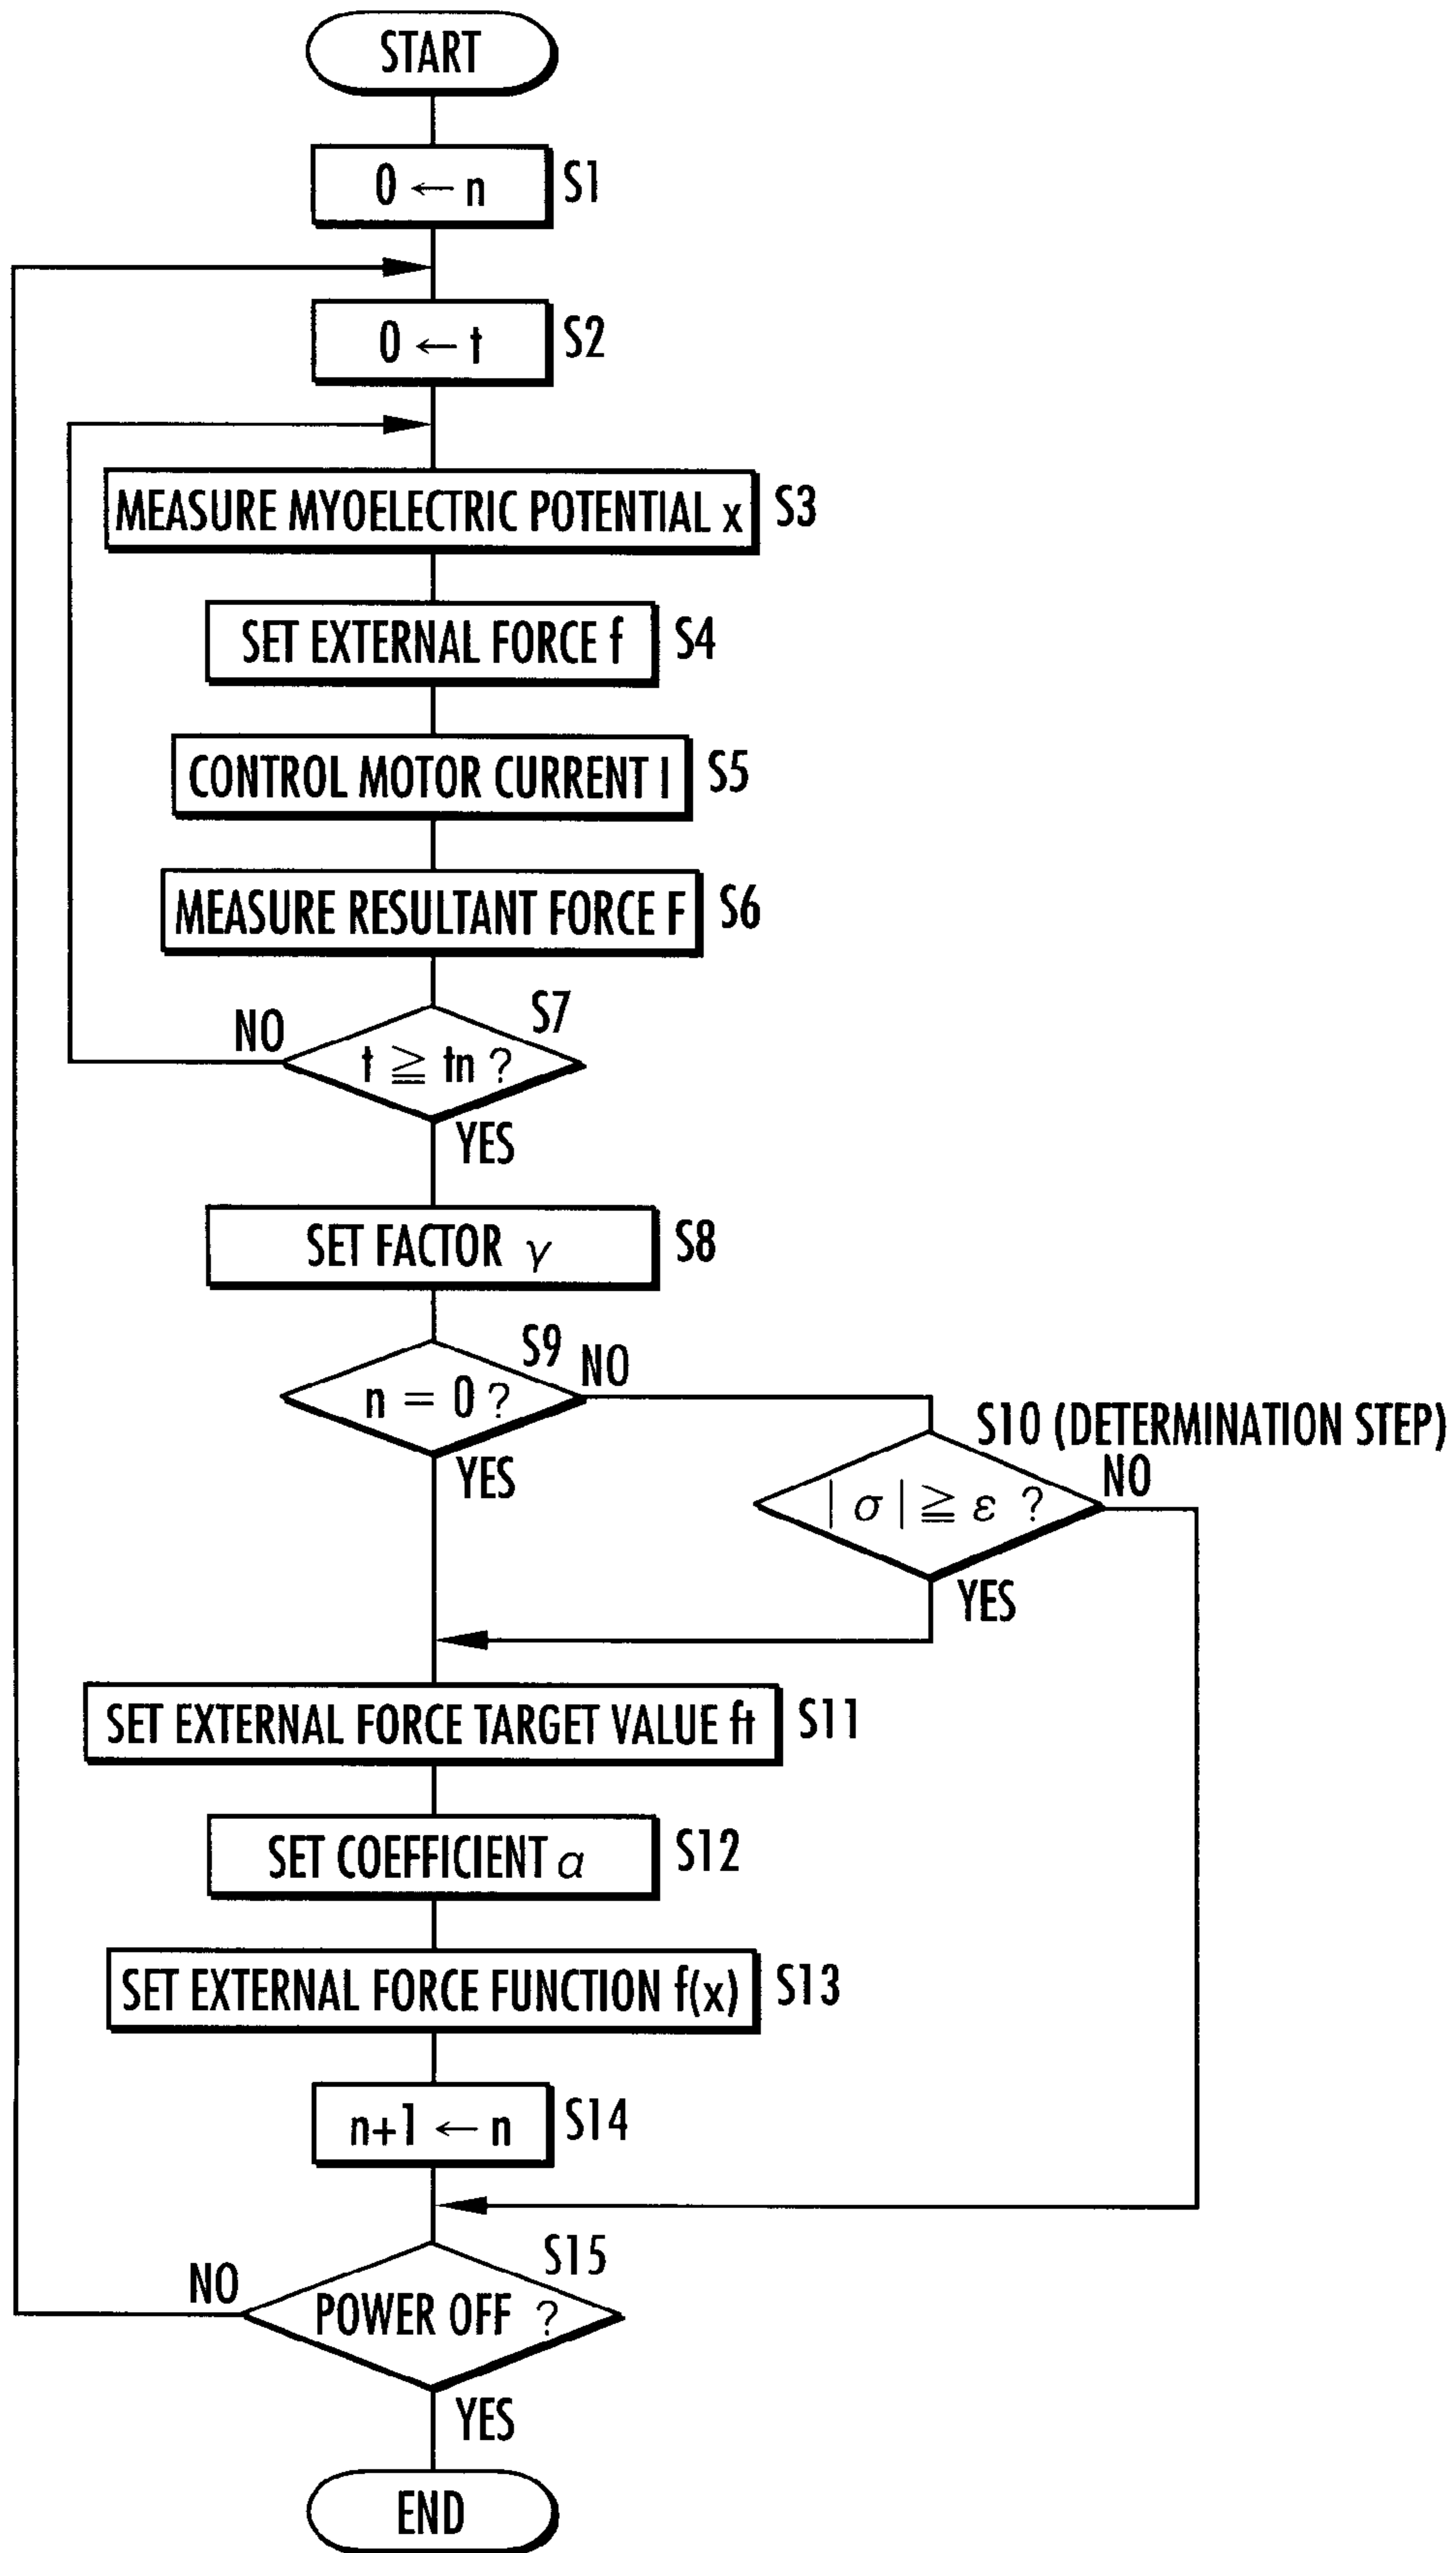 START
0 ← n S1
0 ← t S2
MEASURE MYOELECTRIC POTENTIAL x S3
SET EXTERNAL FORCE f S4
CONTROL MOTOR CURRENT I S5
MEASURE RESULTANT FORCE F S6
S7
NO
t ≧ tn ?
YES
SET FACTOR γ S8
S9
NO
n = 0 ?
YES
S10 (DETERMINATION STEP)
NO
| σ | ≧ ε ?
YES
SET EXTERNAL FORCE TARGET VALUE ft S11
SET COEFFICIENT α S12
SET EXTERNAL FORCE FUNCTION f(x) S13
n+1 ← n S14
S15
NO
POWER OFF ?
YES
END